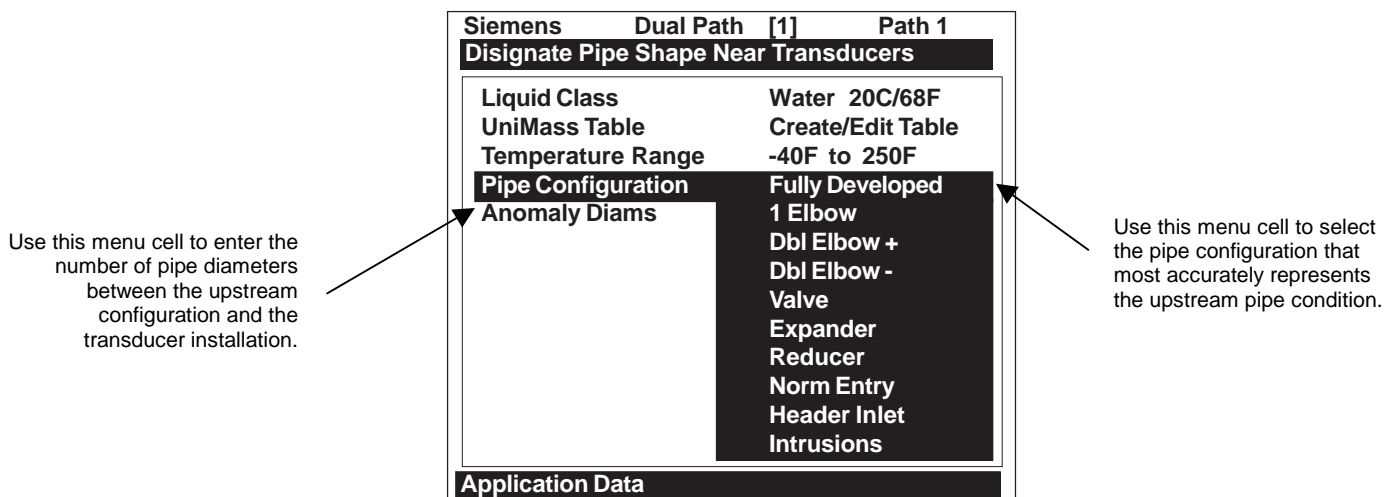 Siemens Dual Path [1] Path 1
Disignate Pipe Shape Near Transducers
Liquid Class Water 20C/68F
UniMass Table Create/Edit Table
Temperature Range -40F to 250F
Pipe Configuration Fully Developed
Anomaly Diams 1 Elbow
Dbl Elbow +
Dbl Elbow -
Valve
Expander
Reducer
Norm Entry
Header Inlet
Intrusions
Application Data
Use this menu cell to enter the
number of pipe diameters
between the upstream
configuration and the
transducer installation.
Use this menu cell to select
the pipe configuration that
most accurately represents
the upstream pipe condition.